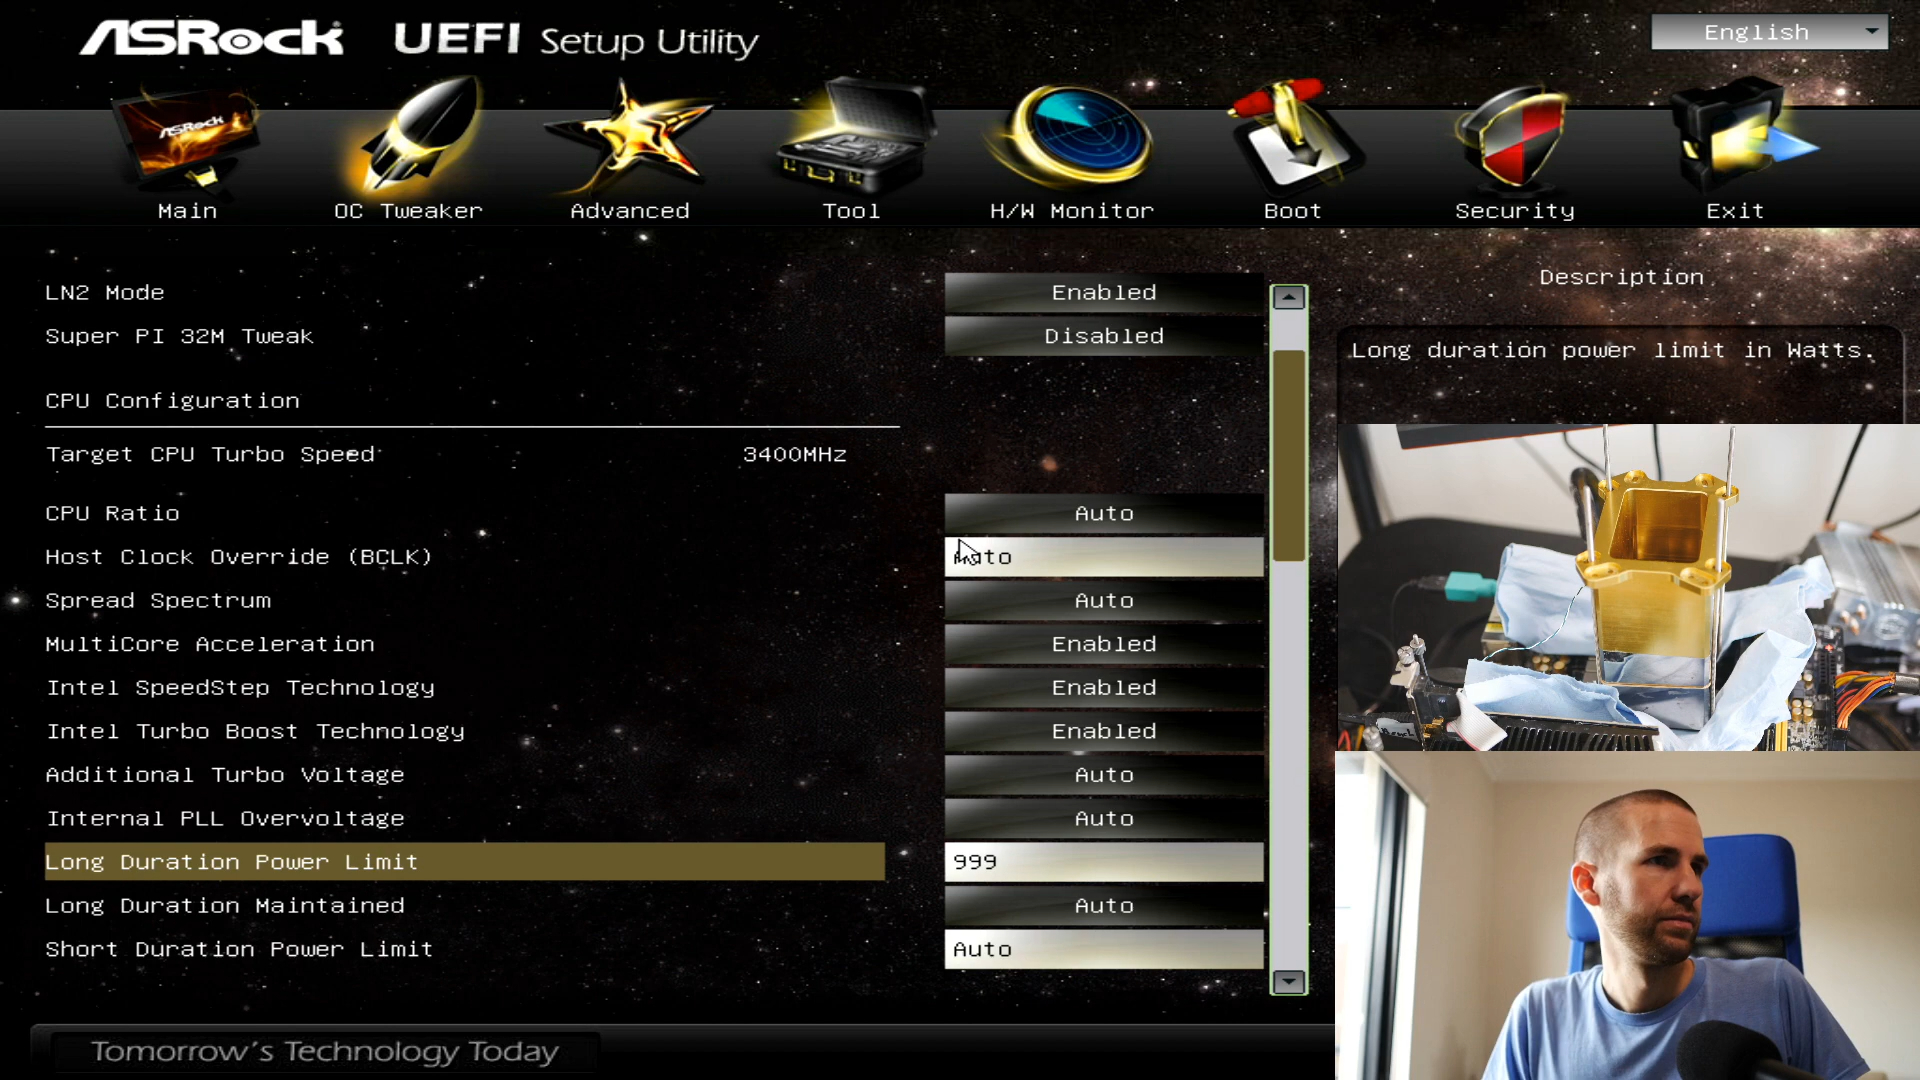 ASRock UEFI Setup Utility
English
Main OC Tweaker Advanced Tool H/W Monitor Boot Security Exit
Description
Long duration power limit in Watts.
LN2 Mode Enabled
Super PI 32M Tweak Disabled
CPU Configuration
Target CPU Turbo Speed 3400MHz
CPU Ratio Auto
Host Clock Override (BCLK) Auto
Spread Spectrum Auto
MultiCore Acceleration Enabled
Intel SpeedStep Technology Enabled
Intel Turbo Boost Technology Enabled
Additional Turbo Voltage Auto
Internal PLL Overvoltage Auto
Long Duration Power Limit 999
Long Duration Maintained Auto
Short Duration Power Limit Auto
Tomorrow's Technology Today